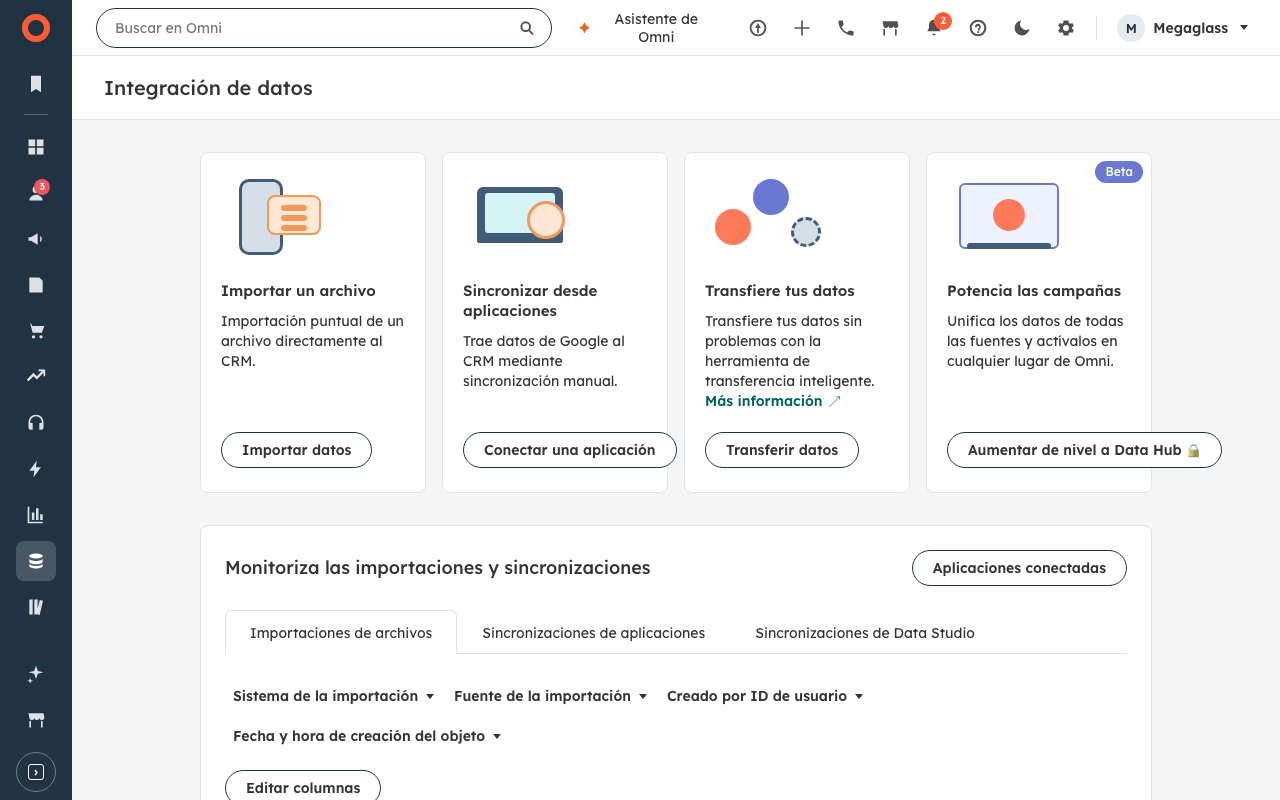 Buscar en Omni
Asistente de
Omni
2
M
Megaglass
3
Integración de datos
Importar un archivo
Importación puntual de un
archivo directamente al
CRM.
Importar datos
Sincronizar desde
aplicaciones
Trae datos de Google al
CRM mediante
sincronización manual.
Conectar una aplicación
Transfiere tus datos
Transfiere tus datos sin
problemas con la
herramienta de
transferencia inteligente.
Más información
Transferir datos
Beta
Potencia las campañas
Unifica los datos de todas
las fuentes y actívalos en
cualquier lugar de Omni.
Aumentar de nivel a Data Hub
Monitoriza las importaciones y sincronizaciones
Aplicaciones conectadas
Importaciones de archivos
Sincronizaciones de aplicaciones
Sincronizaciones de Data Studio
Sistema de la importación
Fuente de la importación
Creado por ID de usuario
Fecha y hora de creación del objeto
Editar columnas